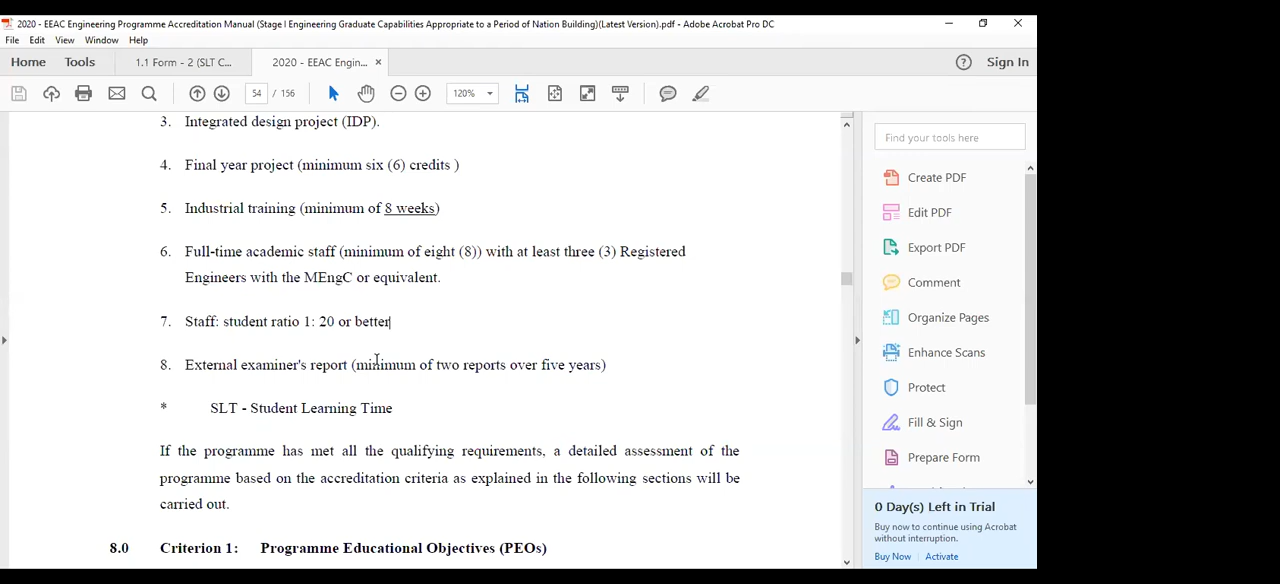 2020 - EEAC Engineering Programme Accreditation Manual (Stage I Engineering Graduate Capabilities Appropriate to a Period of Nation Building)(Latest Version).pdf - Adobe Acrobat Pro DC
File Edit View Window Help
Home Tools 1.1 Form - 2 (SLT C... 2020 - EEAC Engin... × Sign In
54 / 156 120%
3. Integrated design project (IDP).
4. Final year project (minimum six (6) credits )
5. Industrial training (minimum of 8 weeks)
6. Full-time academic staff (minimum of eight (8)) with at least three (3) Registered
Engineers with the MEngC or equivalent.
7. Staff: student ratio 1: 20 or better
8. External examiner's report (minimum of two reports over five years)
* SLT - Student Learning Time
If the programme has met all the qualifying requirements, a detailed assessment of the
programme based on the accreditation criteria as explained in the following sections will be
carried out.
8.0 Criterion 1: Programme Educational Objectives (PEOs)
Find your tools here
Create PDF
Edit PDF
Export PDF
Comment
Organize Pages
Enhance Scans
Protect
Fill & Sign
Prepare Form
0 Day(s) Left in Trial
Buy now to continue using Acrobat
without interruption.
Buy Now Activate